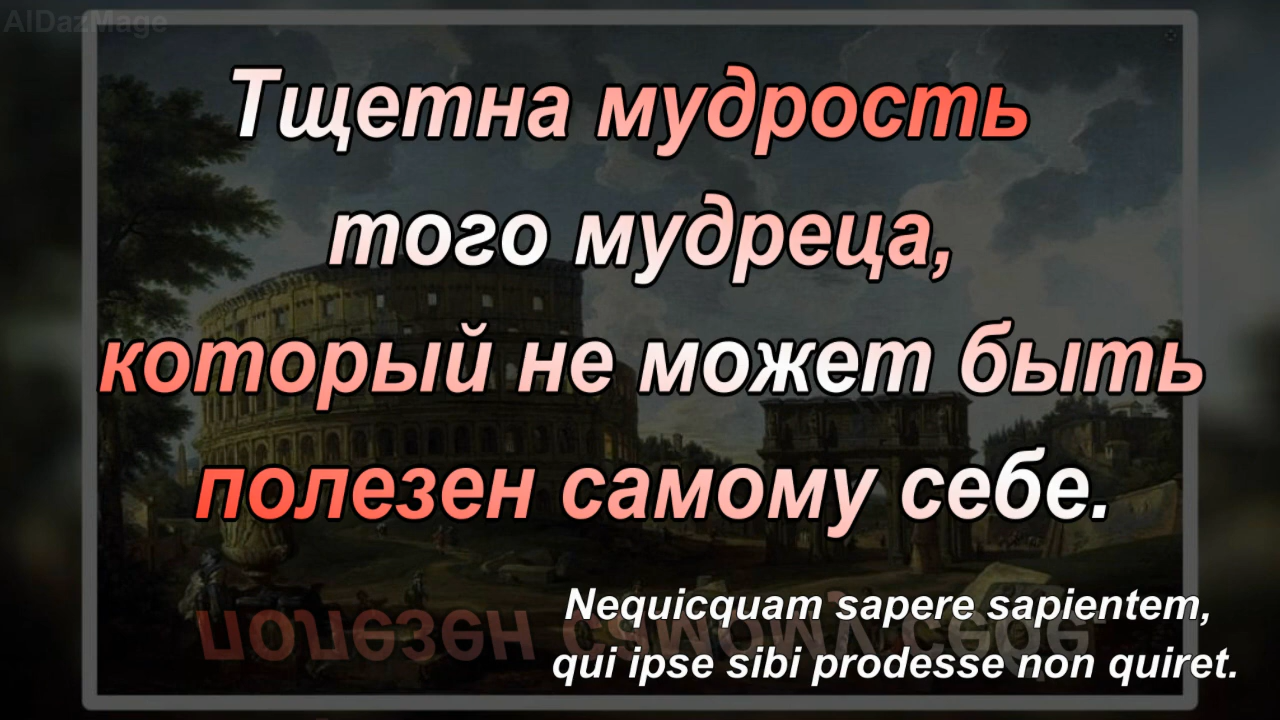 AIDazMage
Тщетна мудрость
того мудреца,
который не может быть
полезен самому себе.
Nequicquam sapere sapientem,
qui ipse sibi prodesse non quiret.